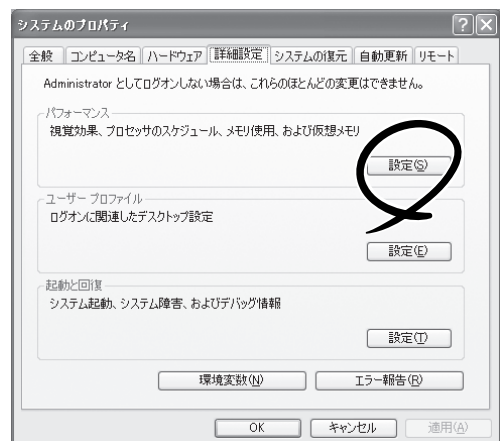 システムのプロパティ
全般 コンピュータ名 ハードウェア 詳細設定 システムの復元 自動更新 リモート
Administrator としてログオンしない場合は、これらのほとんどの変更はできません。
パフォーマンス
視覚効果、プロセッサのスケジュール、メモリ使用、および仮想メモリ
設定(S)
ユーザー プロファイル
ログオンに関連したデスクトップ設定
設定(E)
起動と回復
システム起動、システム障害、およびデバッグ情報
設定(T)
環境変数(N) エラー報告(R)
OK キャンセル 適用(A)